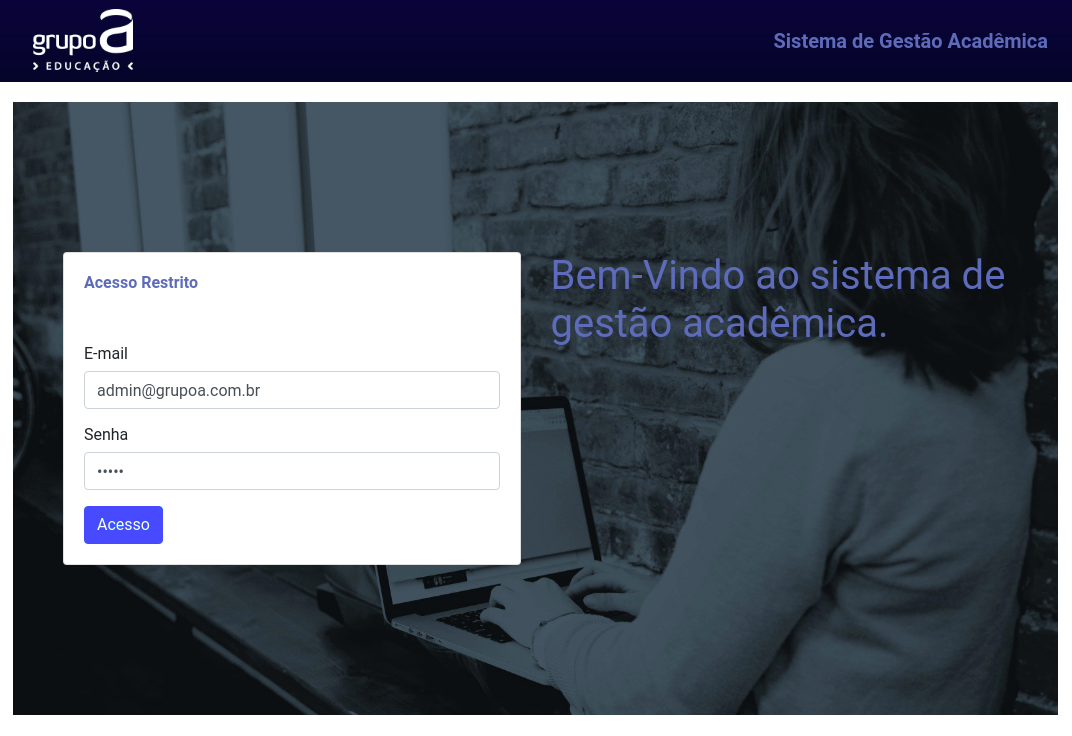 grupo a
EDUCAÇÃO
Sistema de Gestão Acadêmica
Acesso Restrito
E-mail
admin@grupoa.com.br
Senha
•••••
Acesso
Bem-Vindo ao sistema de
gestão acadêmica.